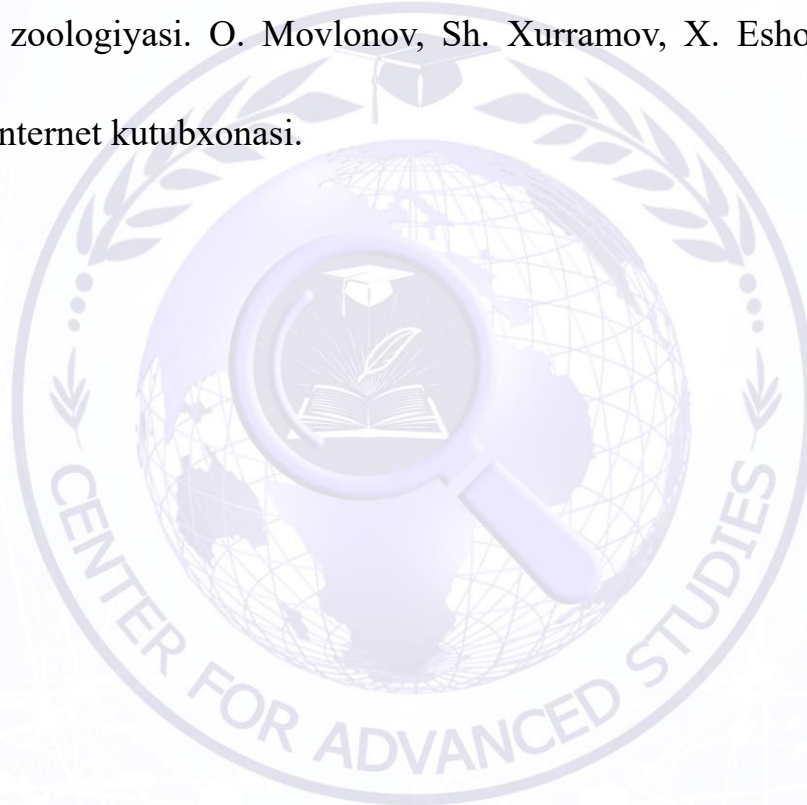 zoologiyasi. O. Movlonov, Sh. Xurramov, X. Esho
nternet kutubxonasi.
CENTER FOR ADVANCED STUDIES